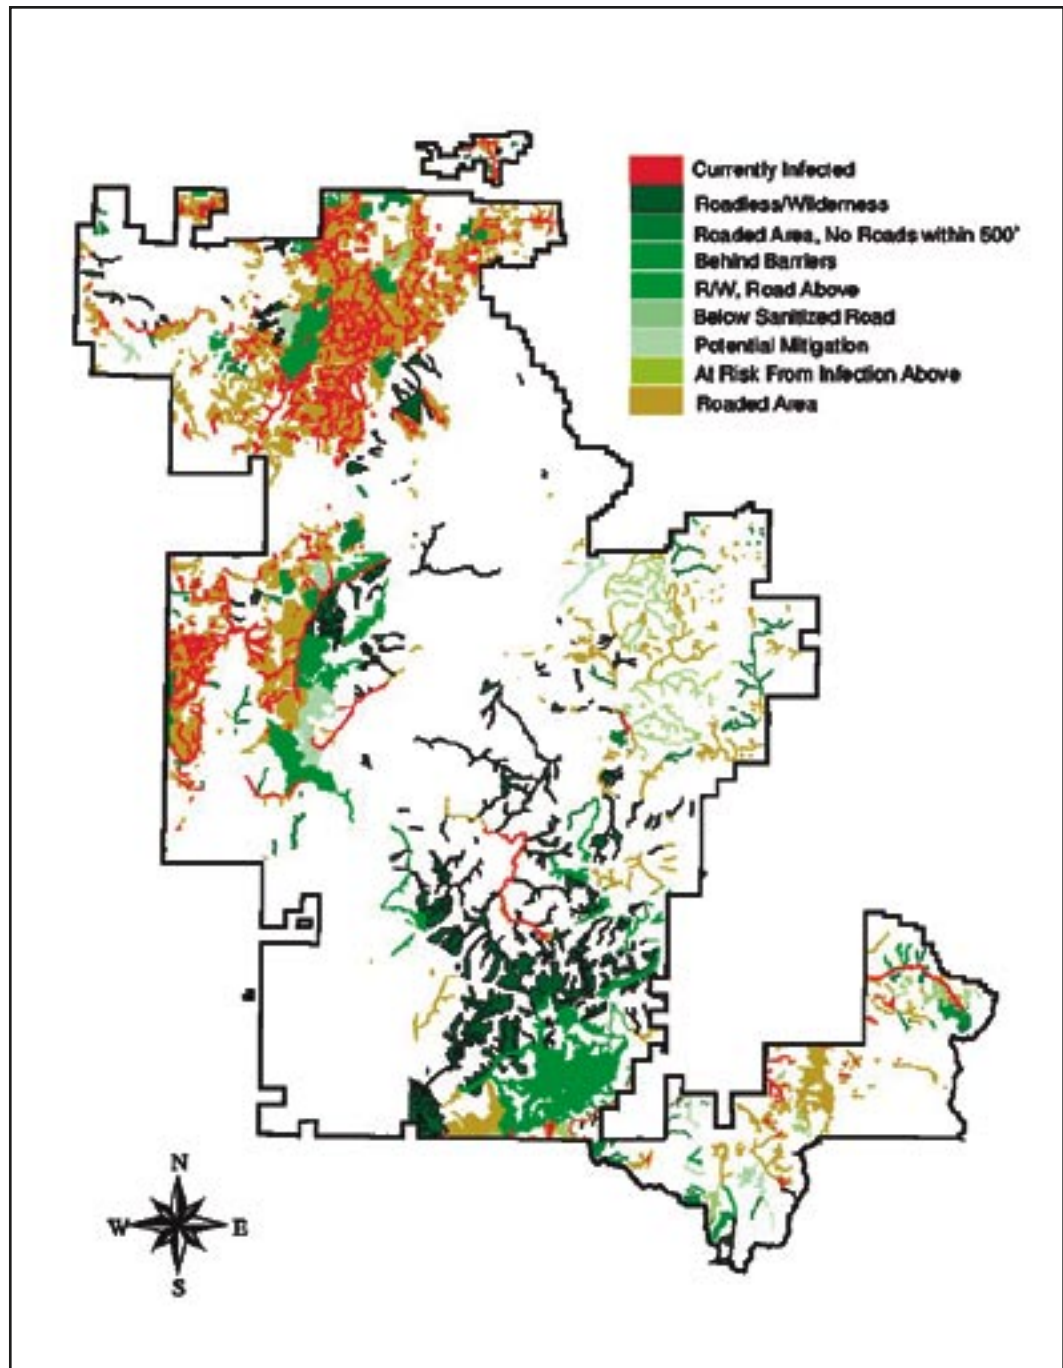 Currently Infected
Roadless/Wilderness
Roaded Area, No Roads within 500'
Behind Barriers
R/W, Road Above
Below Sanitized Road
Potential Mitigation
At Risk From Infection Above
Roaded Area
N
W E
S